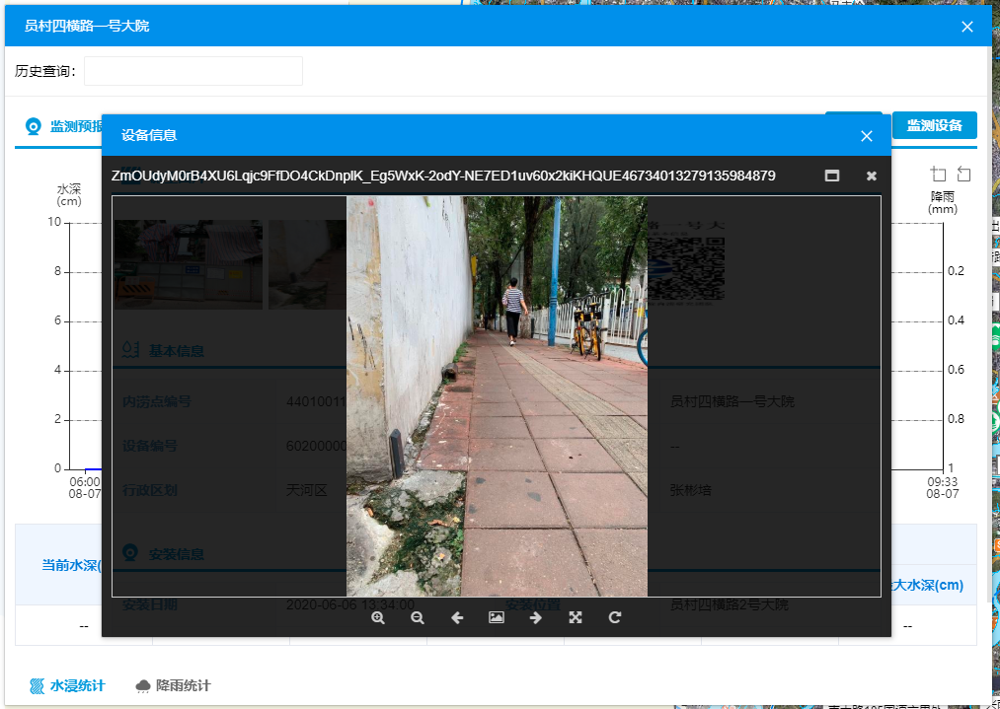 员村四横路一号大院
历史查询：
监测预报
监测设备
设备信息
ZmOUdyM0rB4XU6Lqjc9FfDO4CkDnpIK_Eg5WxK-2odY-NE7ED1uv60x2kiKHQUE46734013279135984879
水深
(cm)
降雨
(mm)
10
8
0.2
6
0.4
4
0.6
2
0.8
0
1
06:00
08-07
09:33
08-07
基本信息
内涝点编号
44010011
员村四横路一号大院
设备编号
60200000
--
行政区划
天河区
张彬培
安装信息
安装日期
2020-06-06 13:34:00
安装位置
员村四横路2号大院
当前水深(
大水深(cm)
--
--
水浸统计
降雨统计